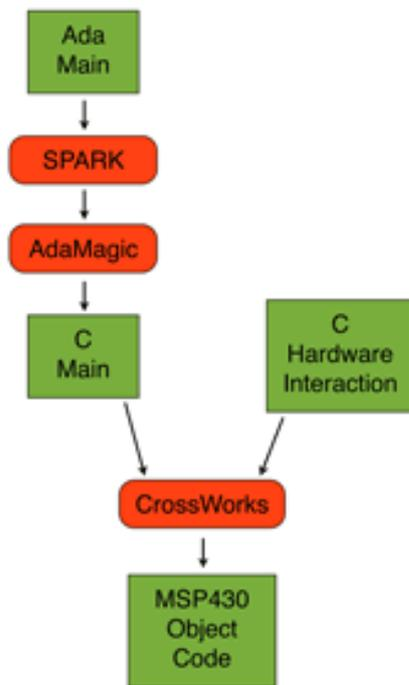 Ada
Main
SPARK
AdaMagic
C
Main
C
Hardware
Interaction
CrossWorks
MSP430
Object
Code